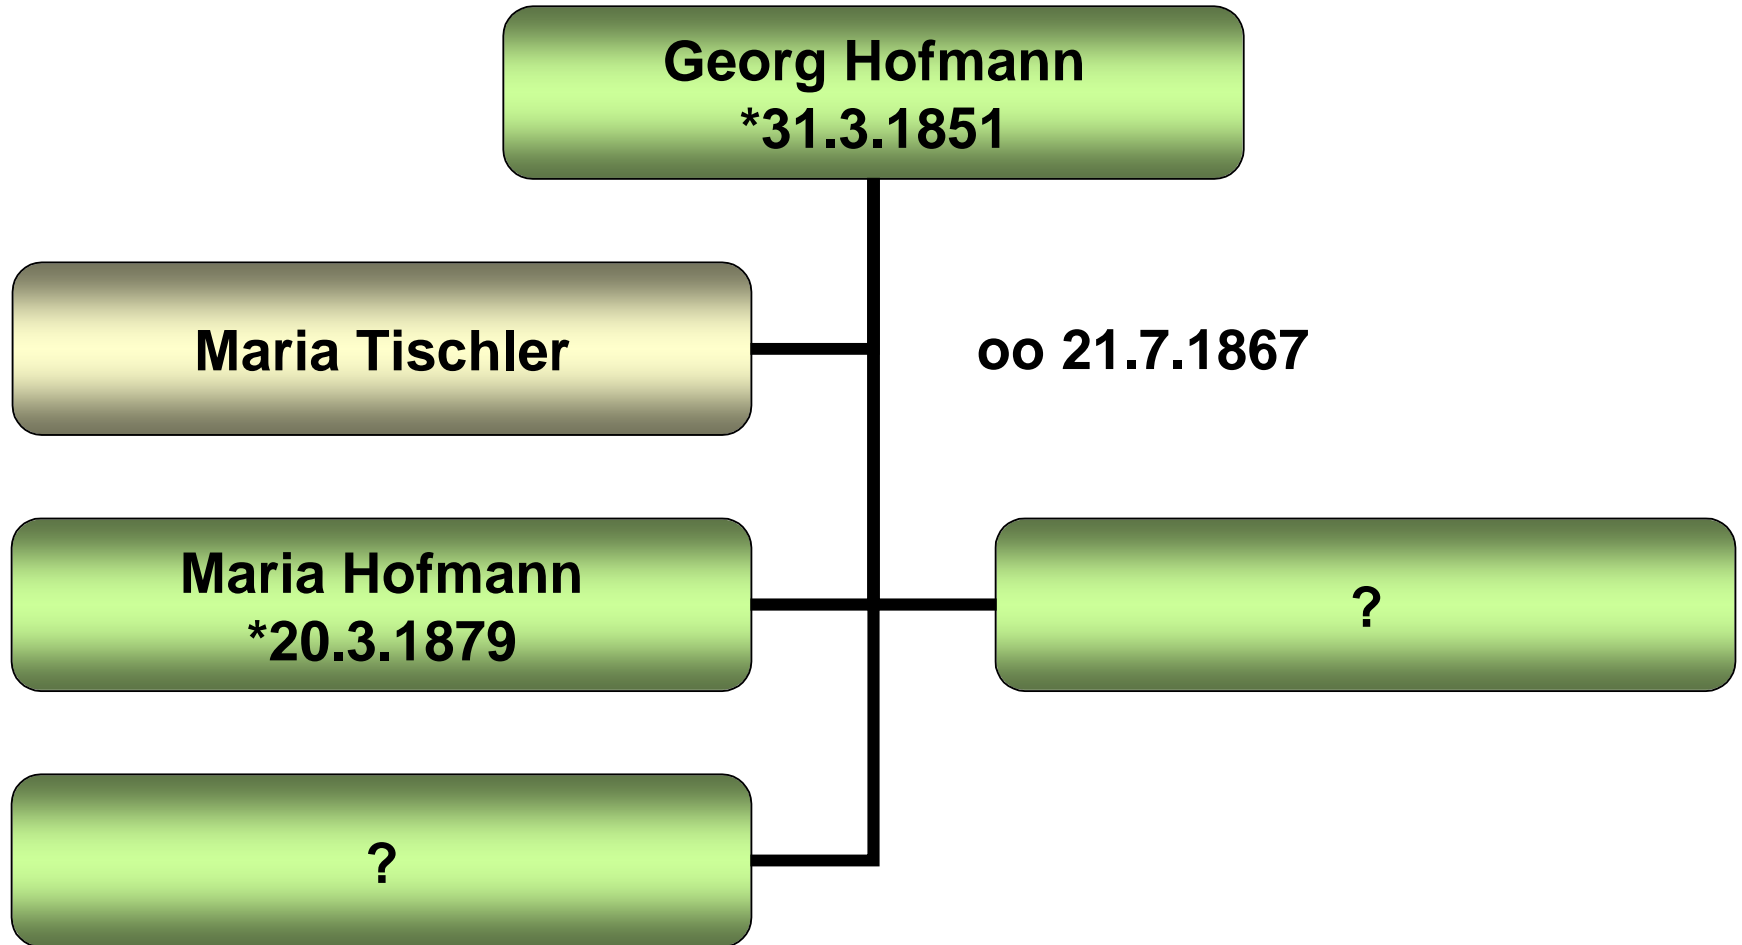 Georg Hofmann
*31.3.1851
Maria Tischler
oo 21.7.1867
Maria Hofmann
*20.3.1879
?
?